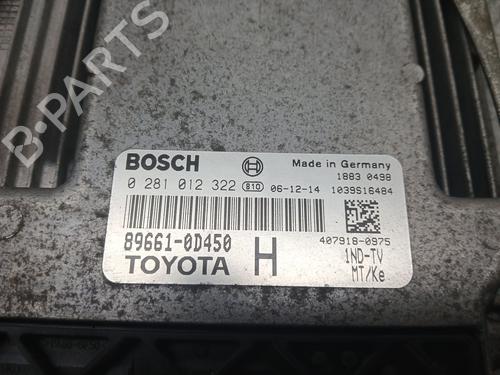 B-PARTS
BOSCH
Made in Germany
0 281 012 322 810 06-12-14
1883 0498
1039S16484
89661-0D450
TOYOTA
H
407918-0975
1ND-TV
MT/Ke